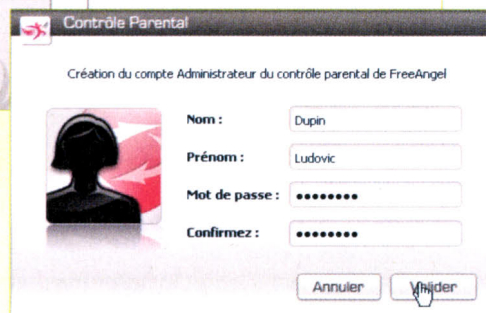 Contrôle Parental
Création du compte Administrateur du contrôle parental de FreeAngel
Nom : Dupin
Prénom : Ludovic
Mot de passe : ••••••••
Confirmez : ••••••••
Annuler Valider